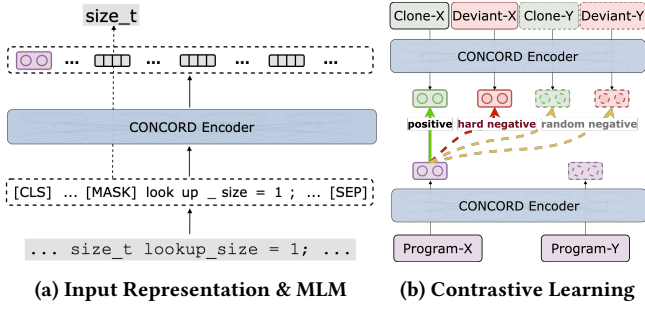 size_t
... ... ... ...
CONCORD Encoder
[CLS] ... [MASK] look up _ size = 1 ; ... [SEP]
... size_t lookup_size = 1; ...
(a) Input Representation & MLM
Clone-X Deviant-X Clone-Y Deviant-Y
CONCORD Encoder
positive hard negative random negative
CONCORD Encoder
Program-X Program-Y
(b) Contrastive Learning